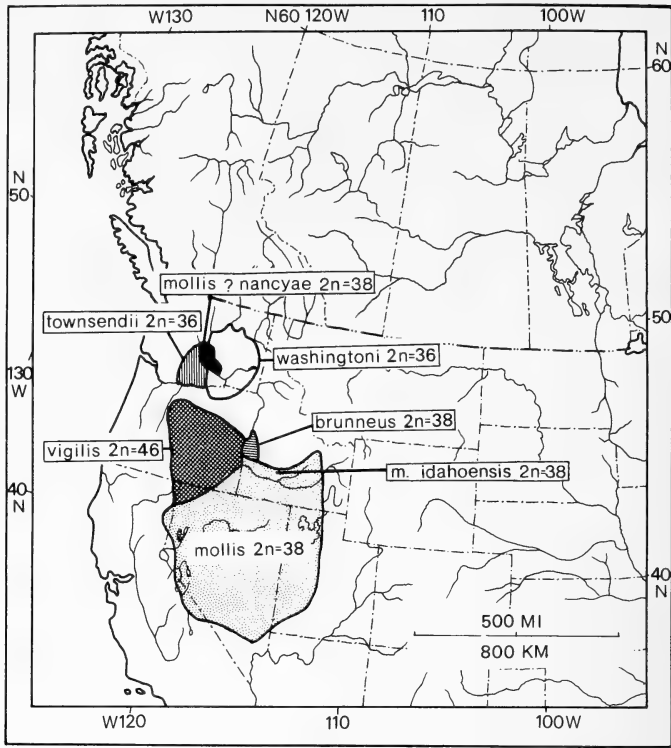 W130 N60 120W 110 100W
N
60
N
50
mollis ? nancyae 2n=38
townsendii 2n=36
50
washingtoni 2n=36
130
W
brunneus 2n=38
vigilis 2n=46
m. idahoensis 2n=38
40
N
mollis 2n=38
40
N
500 MI
800 KM
W120 110 100W